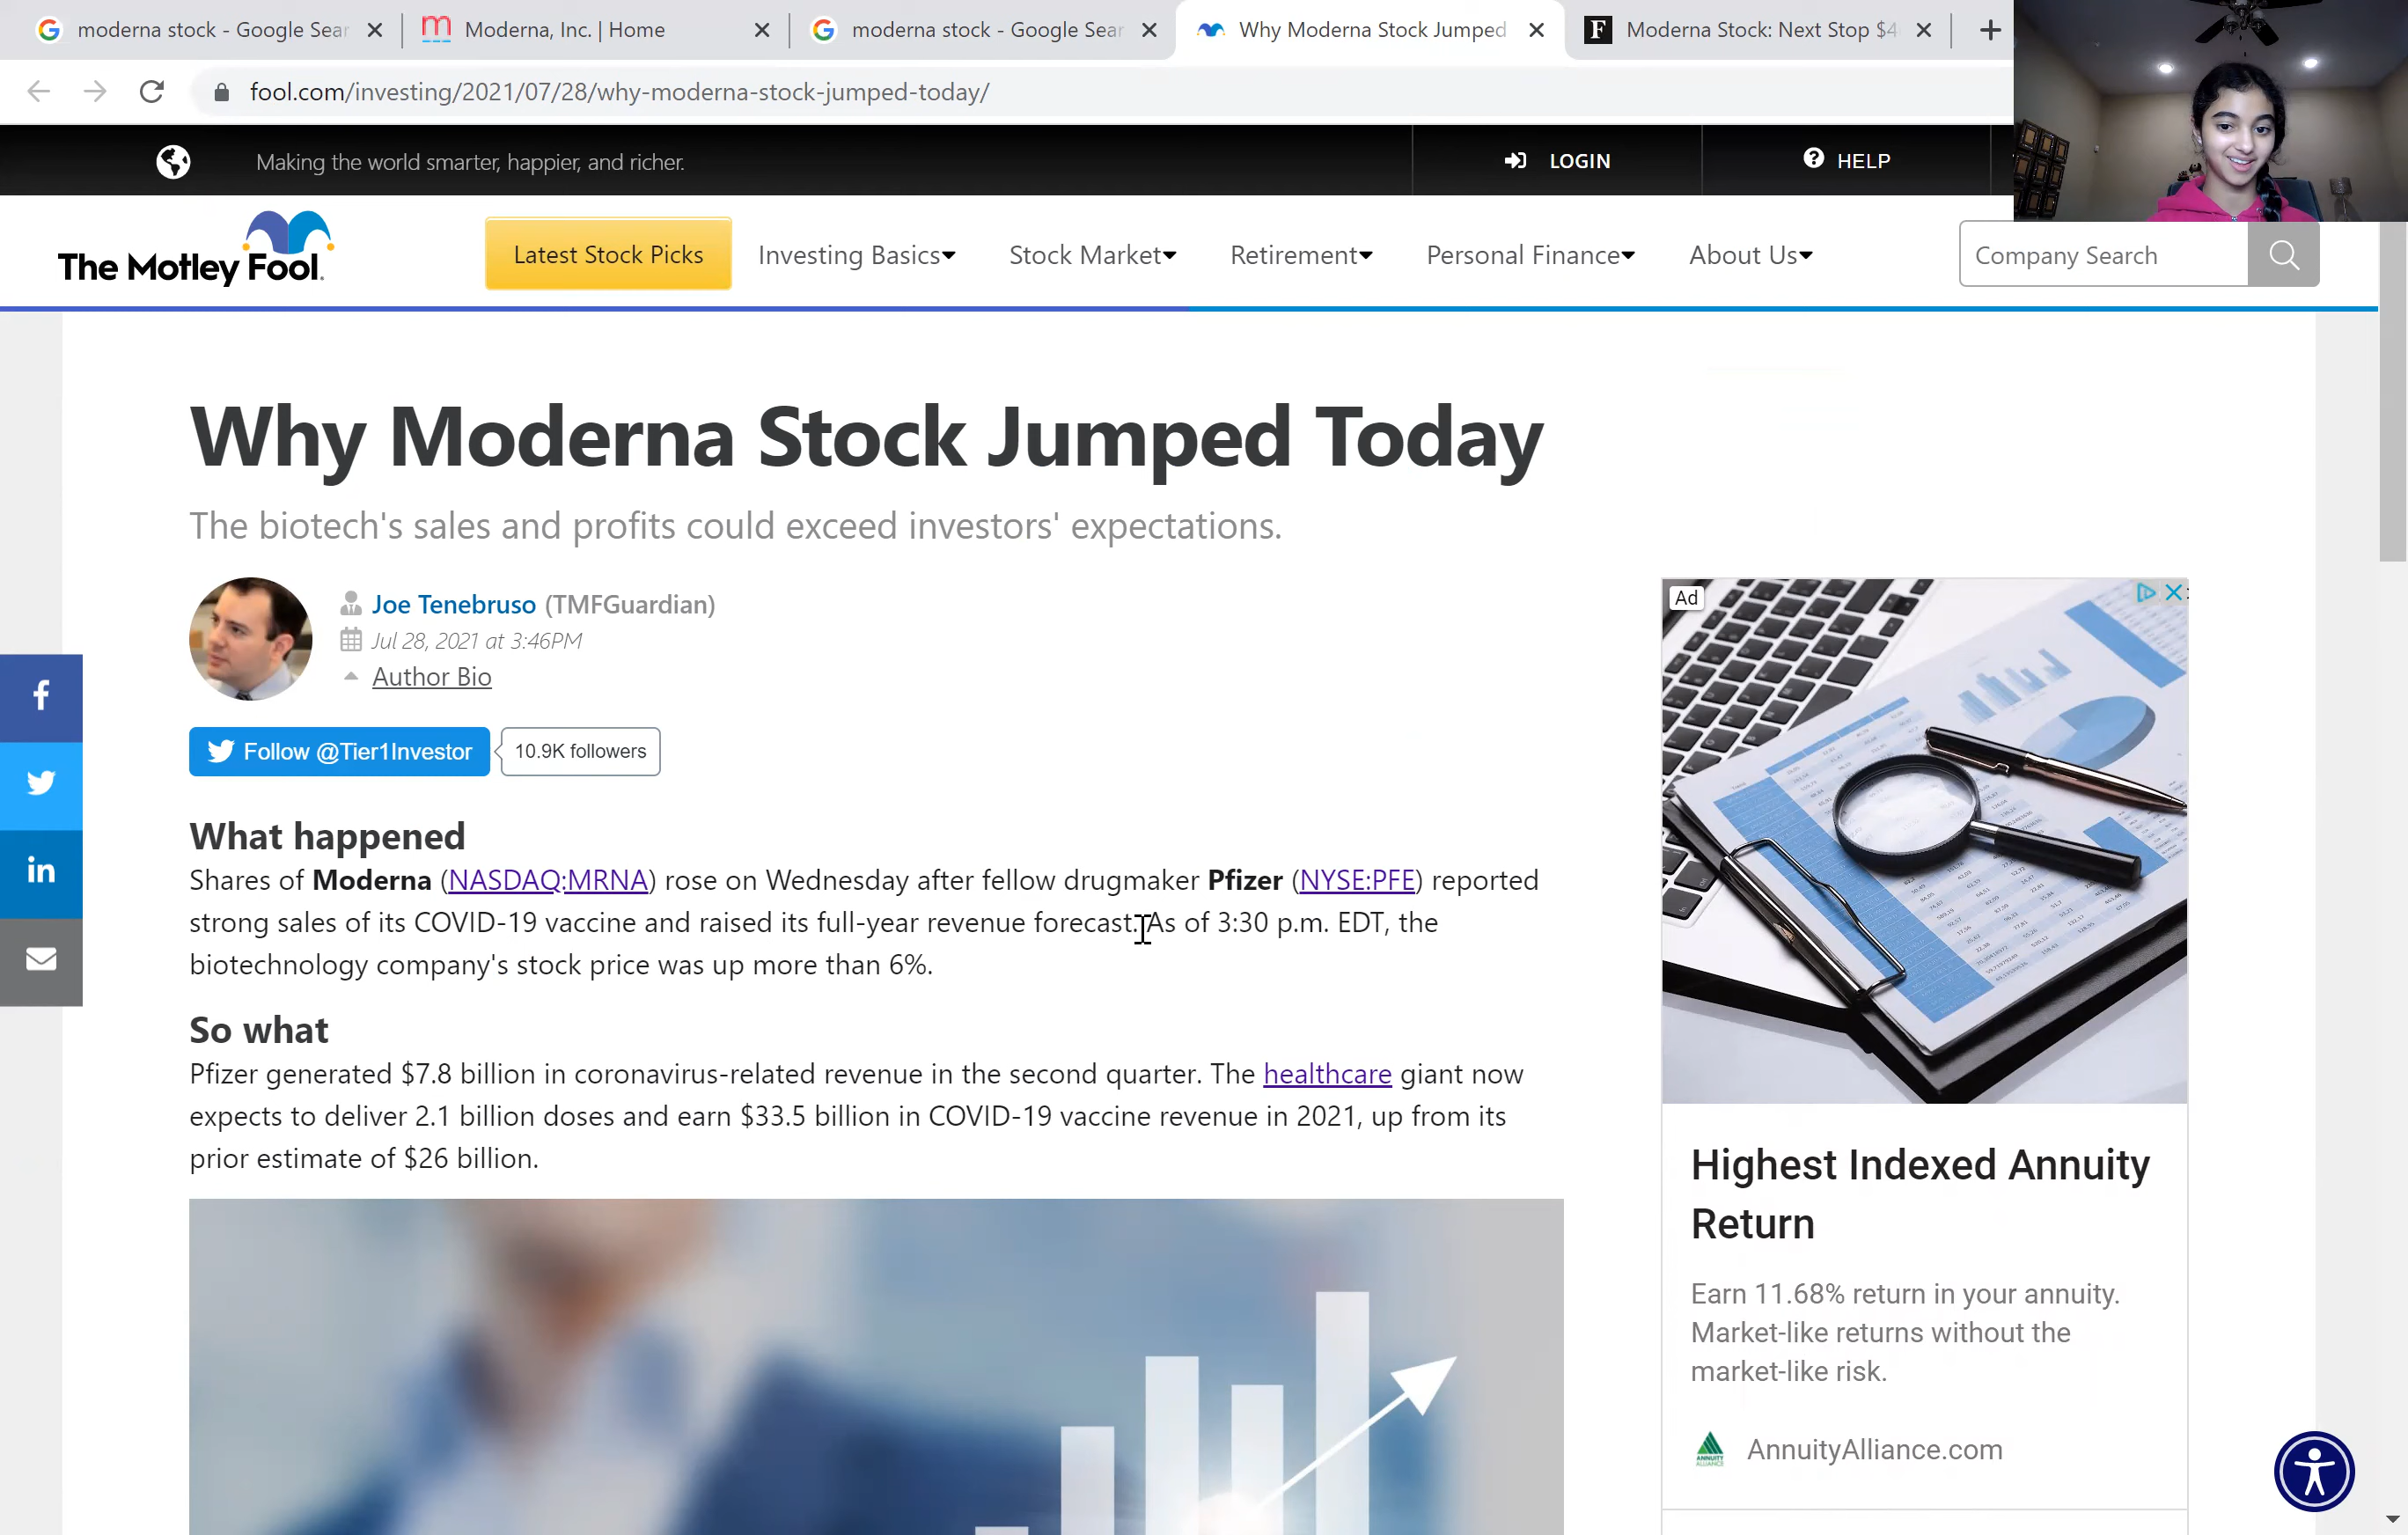 moderna stock - Google Sear
Moderna, Inc. | Home
moderna stock - Google Sear
Why Moderna Stock Jumped
Moderna Stock: Next Stop $4
fool.com/investing/2021/07/28/why-moderna-stock-jumped-today/
Making the world smarter, happier, and richer.
LOGIN
HELP
The Motley Fool.
Latest Stock Picks
Investing Basics
Stock Market
Retirement
Personal Finance
About Us
Company Search
Why Moderna Stock Jumped Today
The biotech's sales and profits could exceed investors' expectations.
Joe Tenebruso (TMFGuardian)
Jul 28, 2021 at 3:46PM
Author Bio
Follow @Tier1Investor
10.9K followers
What happened
Shares of Moderna (NASDAQ:MRNA) rose on Wednesday after fellow drugmaker Pfizer (NYSE:PFE) reported
strong sales of its COVID-19 vaccine and raised its full-year revenue forecast. As of 3:30 p.m. EDT, the
biotechnology company's stock price was up more than 6%.
So what
Pfizer generated $7.8 billion in coronavirus-related revenue in the second quarter. The healthcare giant now
expects to deliver 2.1 billion doses and earn $33.5 billion in COVID-19 vaccine revenue in 2021, up from its
prior estimate of $26 billion.
Ad
Highest Indexed Annuity
Return
Earn 11.68% return in your annuity.
Market-like returns without the
market-like risk.
ANNUITY
ALLIANCE
AnnuityAlliance.com